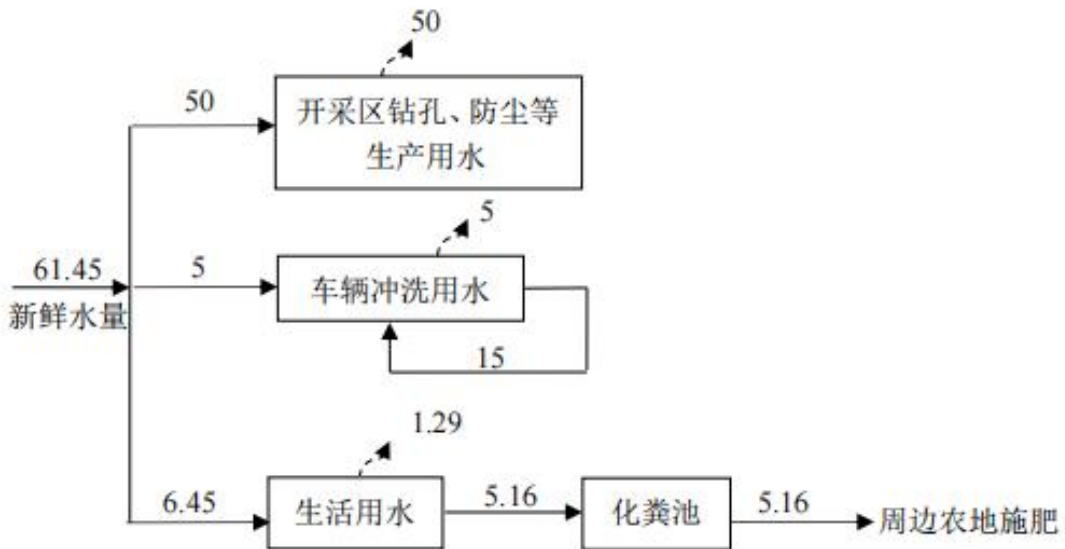 50
50
开采区钻孔、防尘等
生产用水
5
61.45
5
车辆冲洗用水
新鲜水量
15
1.29
6.45
生活用水
5.16
化粪池
5.16
周边农地施肥